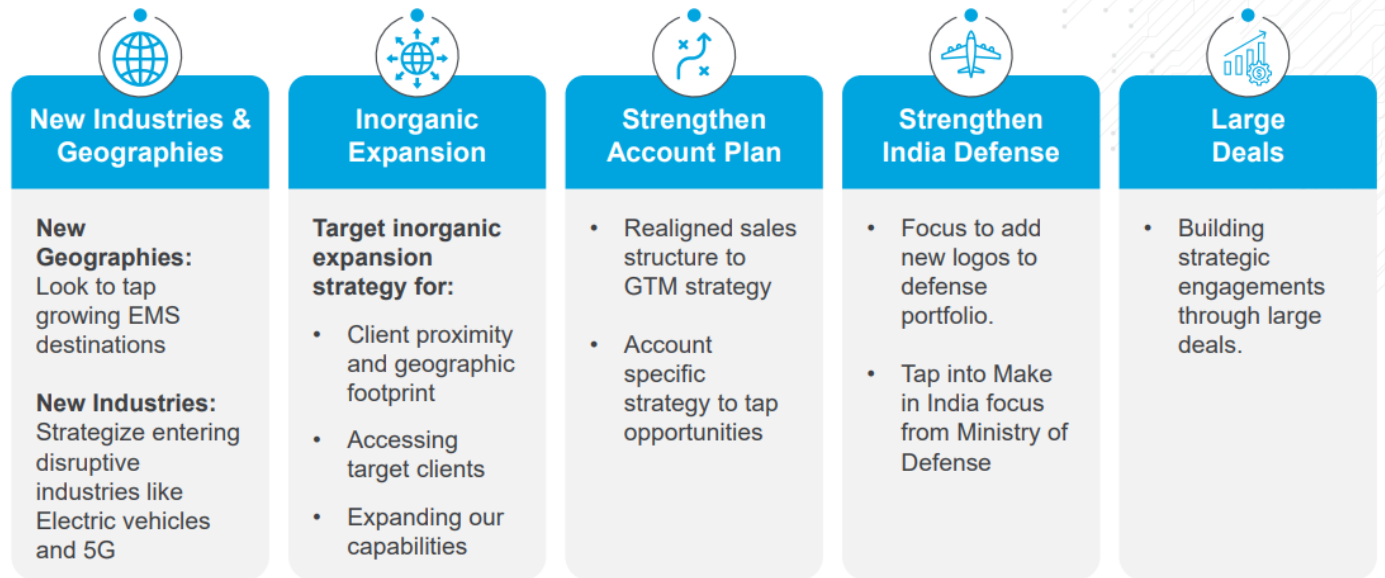 New Industries &
Geographies
New
Geographies:
Look to tap
growing EMS
destinations
New Industries:
Strategize entering
disruptive
industries like
Electric vehicles
and 5G
Inorganic
Expansion
Target inorganic
expansion
strategy for:
• Client proximity
and geographic
footprint
• Accessing
target clients
• Expanding our
capabilities
Strengthen
Account Plan
• Realigned sales
structure to
GTM strategy
• Account
specific
strategy to tap
opportunities
Strengthen
India Defense
• Focus to add
new logos to
defense
portfolio.
• Tap into Make
in India focus
from Ministry of
Defense
Large
Deals
• Building
strategic
engagements
through large
deals.